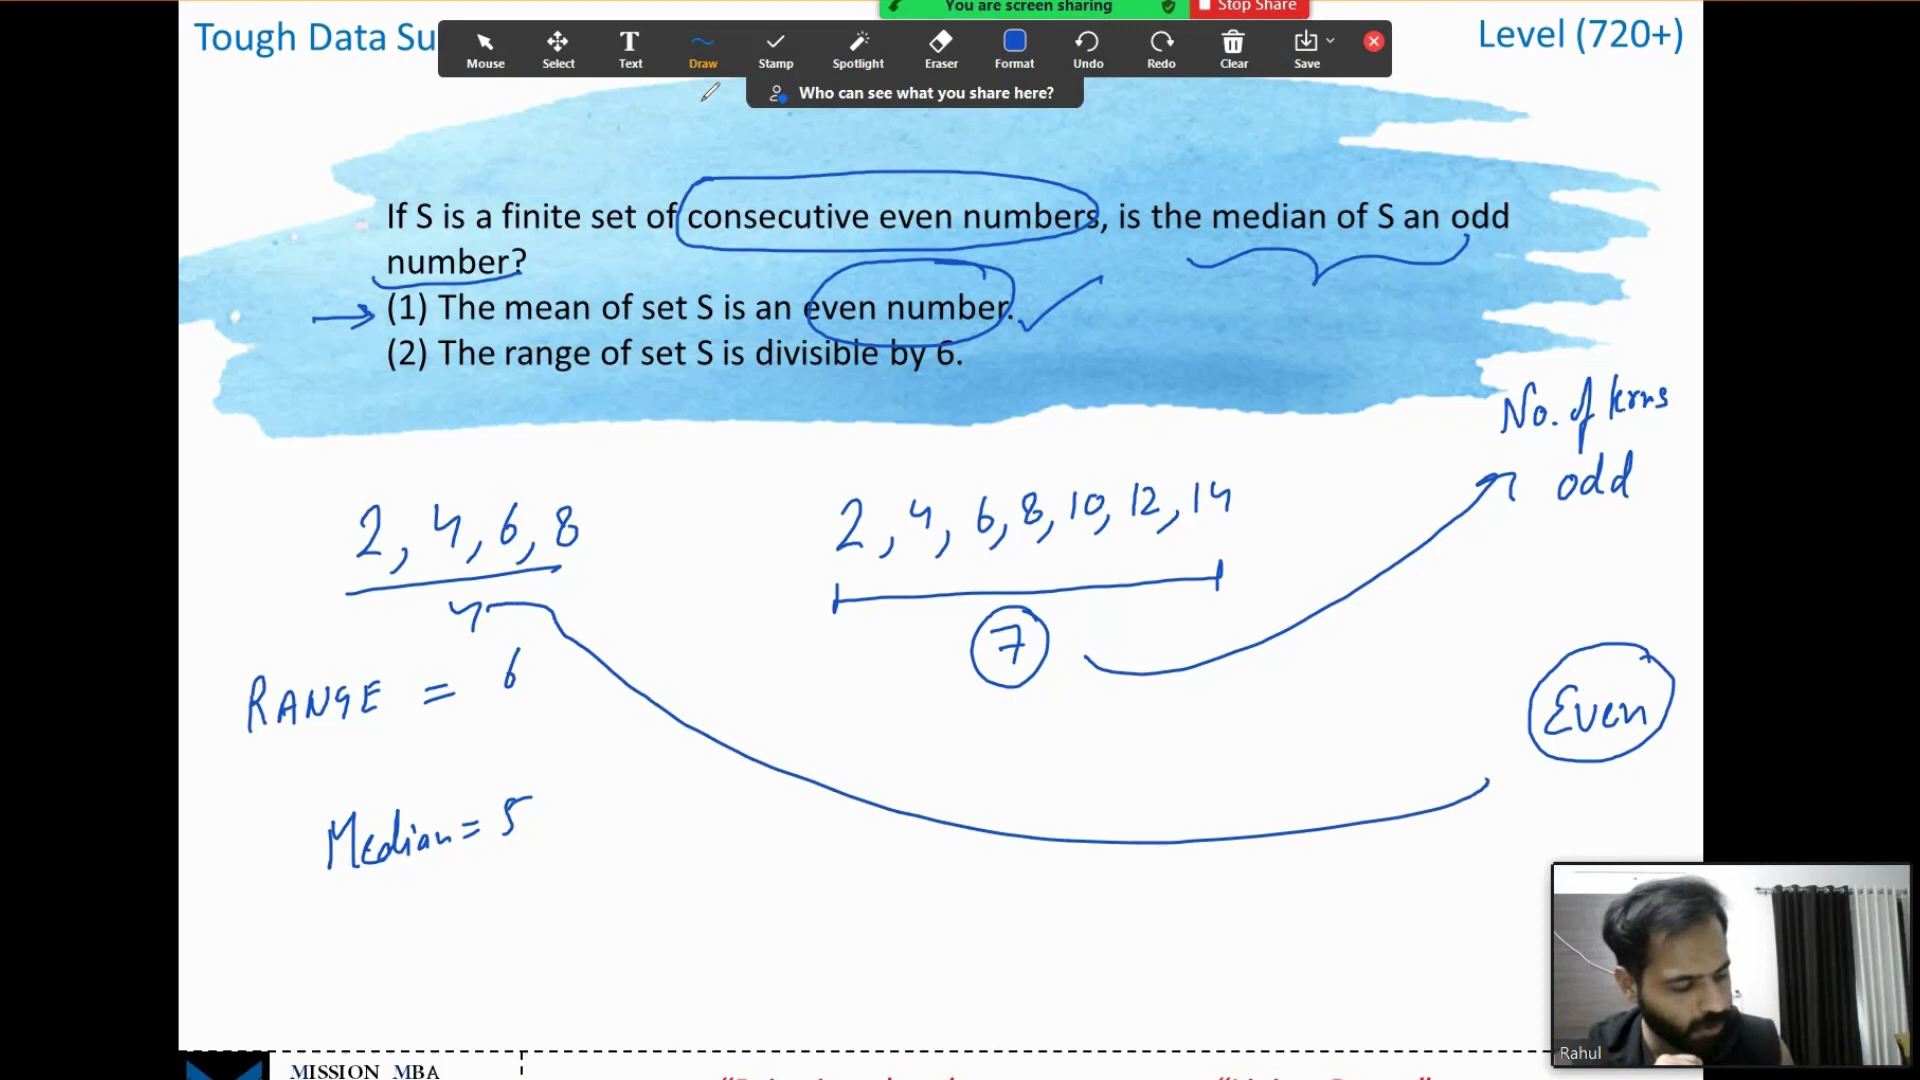 You are screen sharing
Stop Share
Tough Data Su
Level (720+)
Mouse Select Text Draw Stamp Spotlight Eraser Format Undo Redo Clear Save
Who can see what you share here?
If S is a finite set of consecutive even numbers, is the median of S an odd
number?
(1) The mean of set S is an even number.
(2) The range of set S is divisible by 6.
No. of terms
odd
2, 4, 6, 8
2, 4, 6, 8, 10, 12, 14
4
7
RANGE = 6
Even
Median = 5
Rahul
MISSION MBA